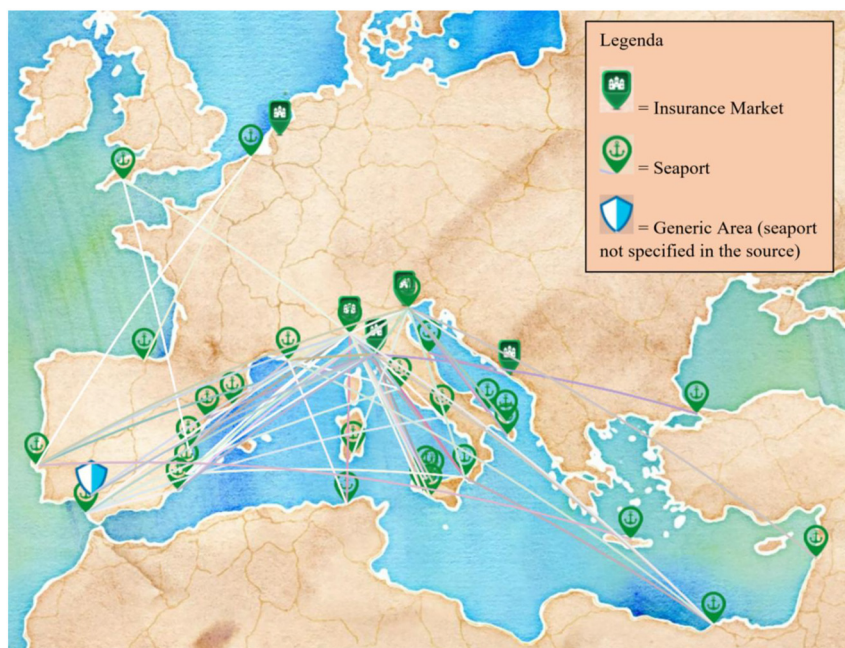 Legenda
= Insurance Market
= Seaport
= Generic Area (seaport
not specified in the source)